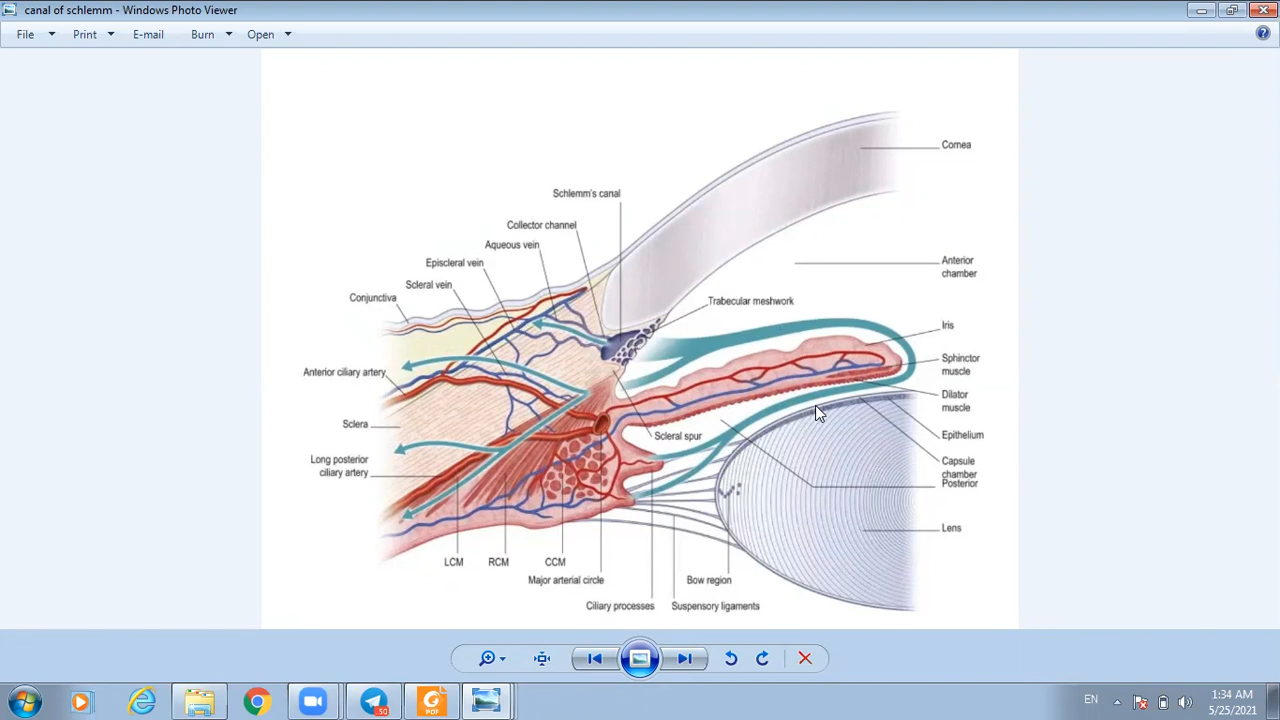 canal of schlemm - Windows Photo Viewer
File Print E-mail Burn Open
Cornea
Schlemm's canal
Collector channel
Aqueous vein
Episcleral vein
Scleral vein
Conjunctiva
Anterior
chamber
Trabecular meshwork
Iris
Sphinctor
muscle
Anterior ciliary artery
Dilator
muscle
Sclera
Scleral spur
Epithelium
Long posterior
ciliary artery
Capsule
chamber
Posterior
Lens
LCM
RCM
CCM
Major arterial circle
Bow region
Ciliary processes
Suspensory ligaments
50
PDF
EN
1:34 AM
5/25/2021